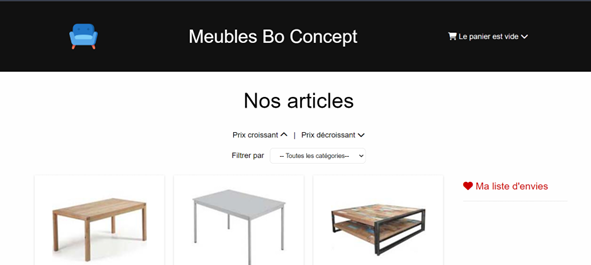 Meubles Bo Concept
Le panier est vide
Nos articles
Prix croissant | Prix décroissant
Filtrer par -- Toutes les catégories--
Ma liste d'envies